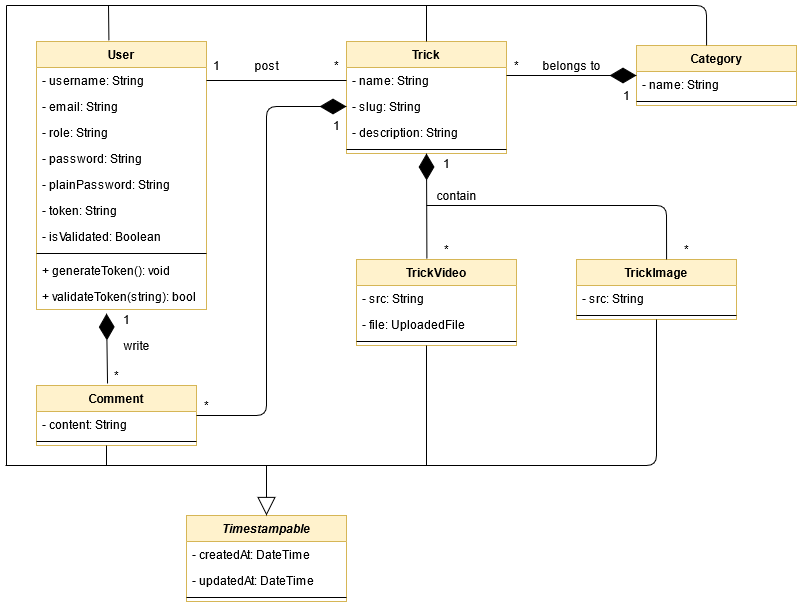 User
- username: String
- email: String
- role: String
- password: String
- plainPassword: String
- token: String
- isValidated: Boolean
+ generateToken(): void
+ validateToken(string): bool
1
post
*
Trick
- name: String
- slug: String
- description: String
*
belongs to
1
Category
- name: String
1
1
contain
*
*
TrickVideo
- src: String
- file: UploadedFile
TrickImage
- src: String
1
write
*
Comment
- content: String
*
Timestampable
- createdAt: DateTime
- updatedAt: DateTime